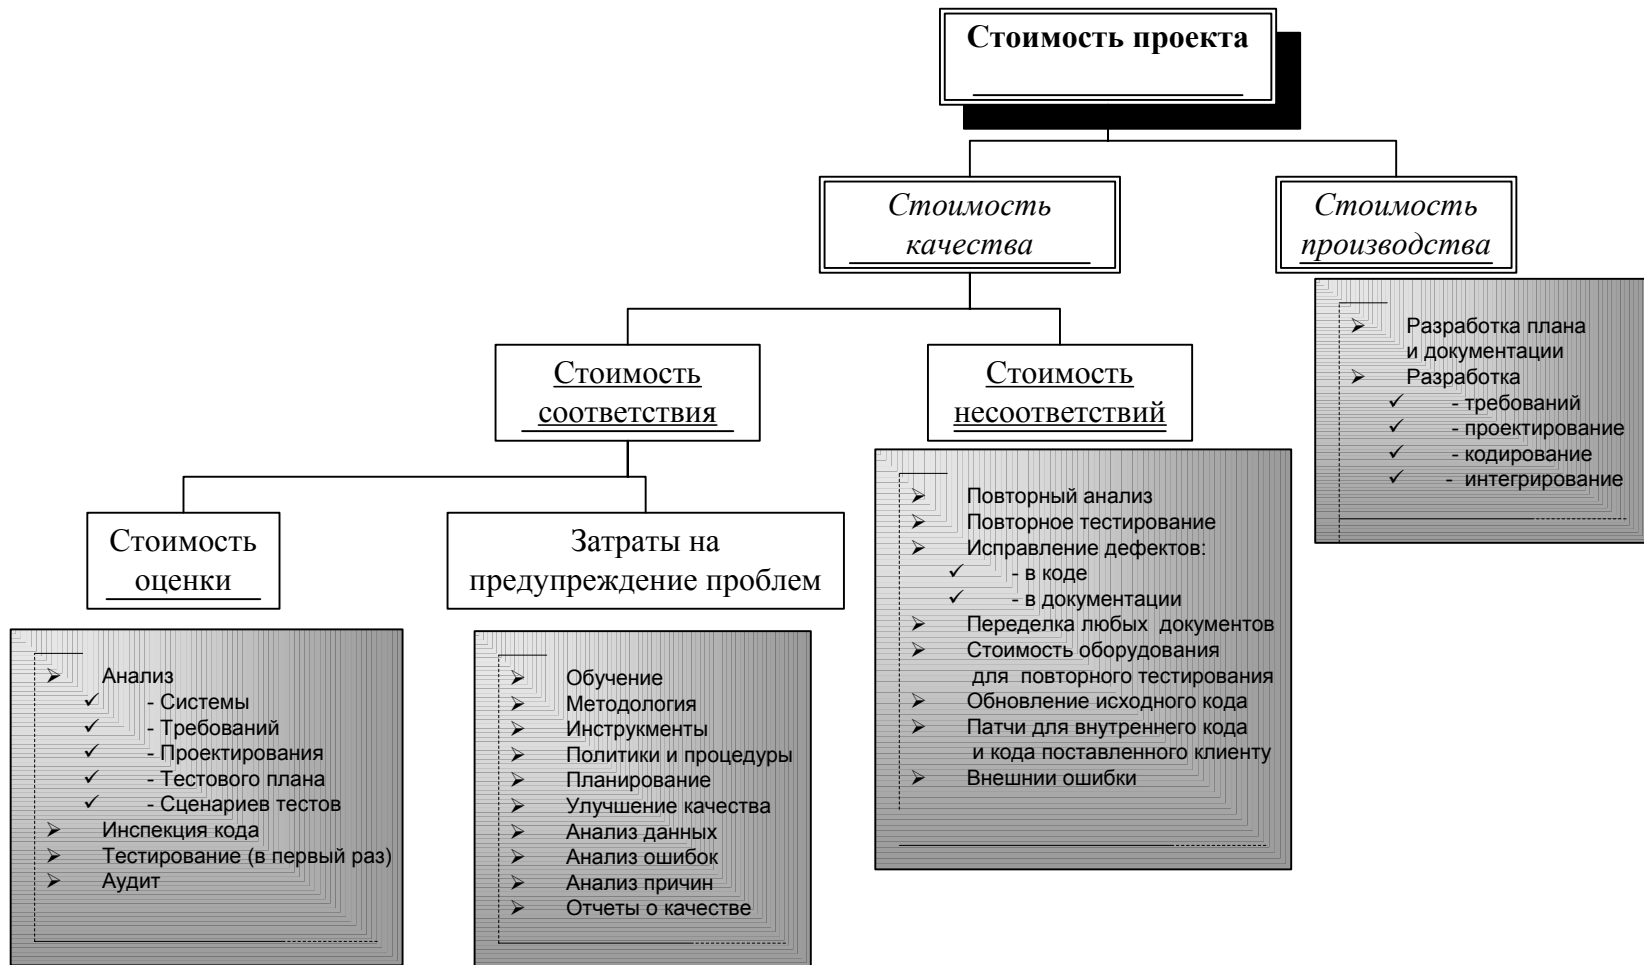 Стоимость проекта
Стоимость
качества
Стоимость
производства
➢ Разработка плана
и документации
➢ Разработка
✓ - требований
✓ - проектирование
✓ - кодирование
✓ - интегрирование
Стоимость
соответствия
Стоимость
несоответствий
➢ Повторный анализ
➢ Повторное тестирование
➢ Исправление дефектов:
✓ - в коде
✓ - в документации
➢ Переделка любых документов
➢ Стоимость оборудования
для повторного тестирования
➢ Обновление исходного кода
➢ Патчи для внутреннего кода
и кода поставленного клиенту
➢ Внешнии ошибки
Стоимость
оценки
➢ Анализ
✓ - Системы
✓ - Требований
✓ - Проектирования
✓ - Тестового плана
✓ - Сценариев тестов
➢ Инспекция кода
➢ Тестирование (в первый раз)
➢ Аудит
Затраты на
предупреждение проблем
➢ Обучение
➢ Методология
➢ Инструменты
➢ Политики и процедуры
➢ Планирование
➢ Улучшение качества
➢ Анализ данных
➢ Анализ ошибок
➢ Анализ причин
➢ Отчеты о качестве